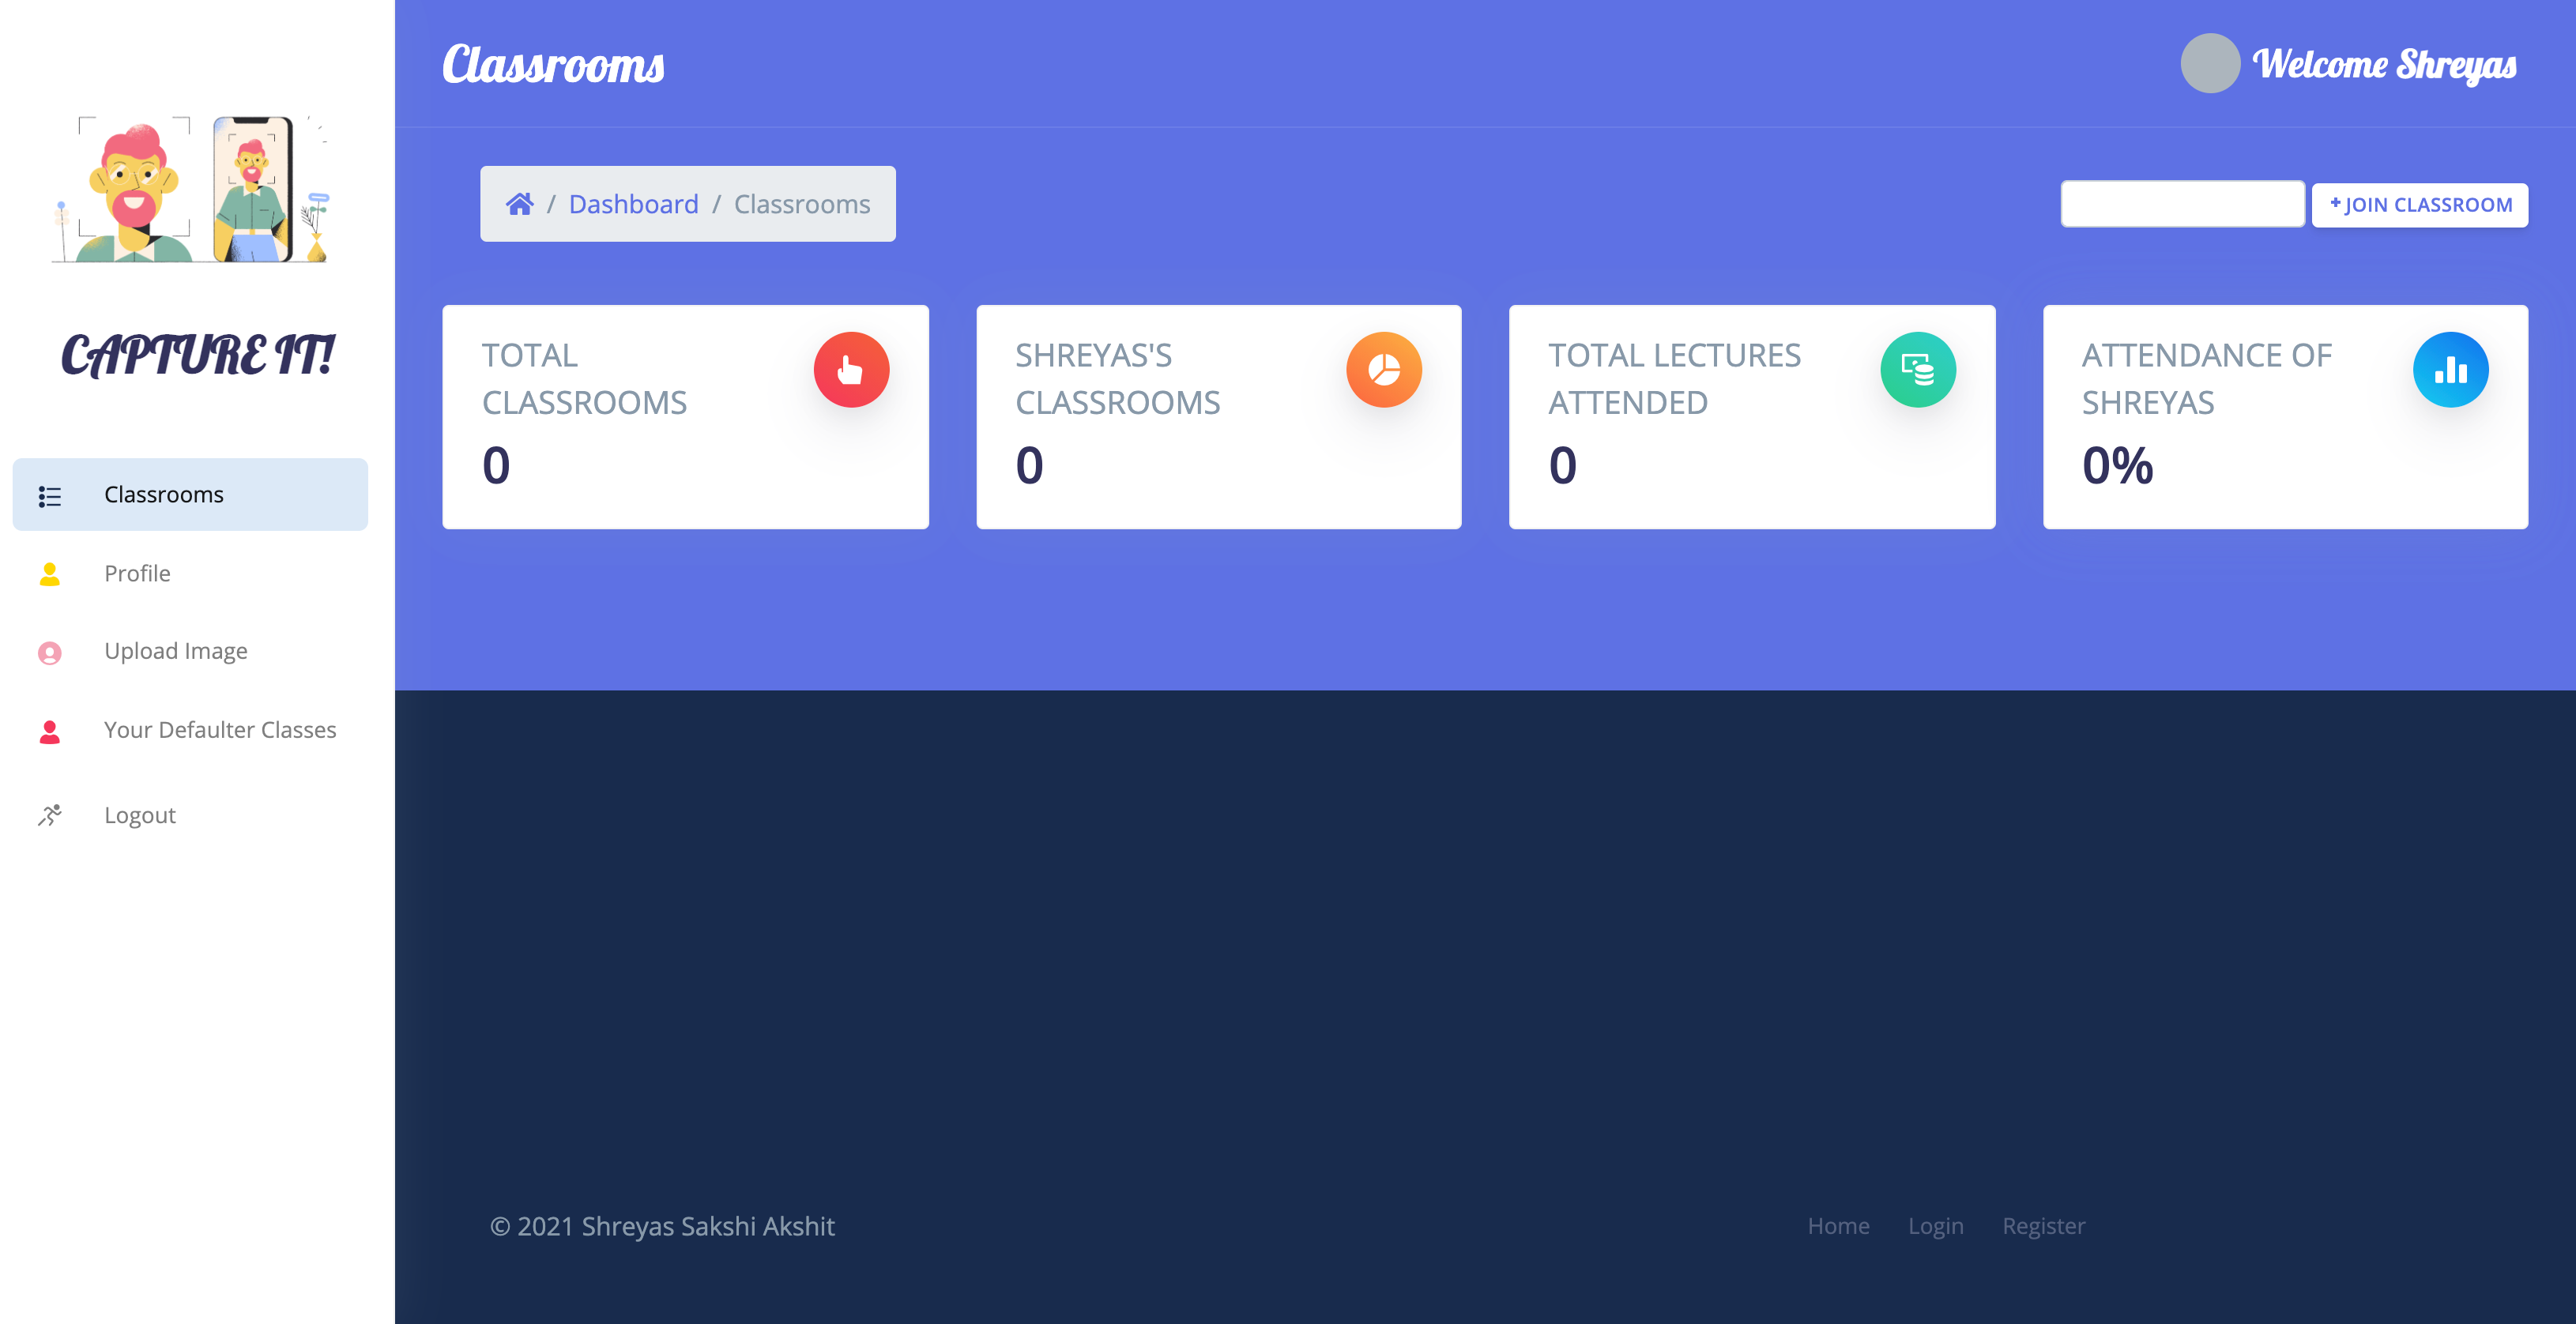 CAPTURE IT!
Classrooms
Profile
Upload Image
Your Defaulter Classes
Logout
Classrooms
Welcome Shreyas
/ Dashboard / Classrooms
+ JOIN CLASSROOM
TOTAL
CLASSROOMS
0
SHREYAS'S
CLASSROOMS
0
TOTAL LECTURES
ATTENDED
0
ATTENDANCE OF
SHREYAS
0%
© 2021 Shreyas Sakshi Akshit
Home Login Register